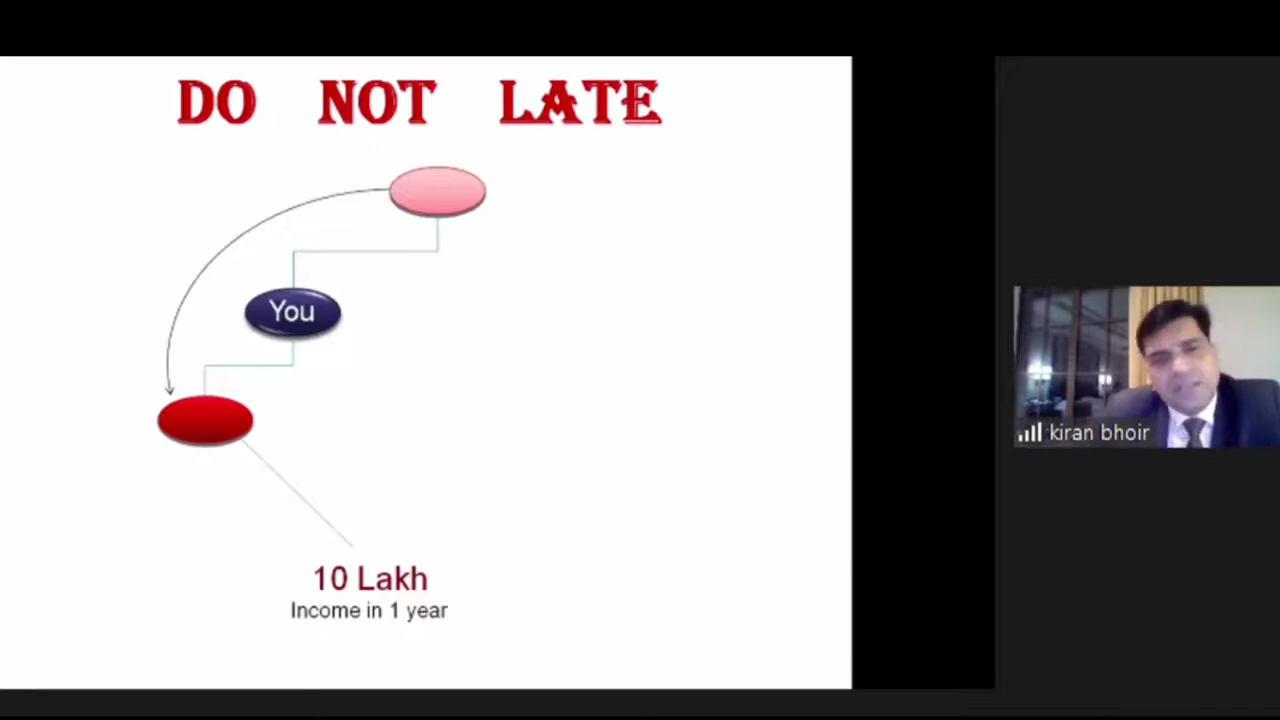 DO NOT LATE
You
kiran bhoir
10 Lakh
Income in 1 year